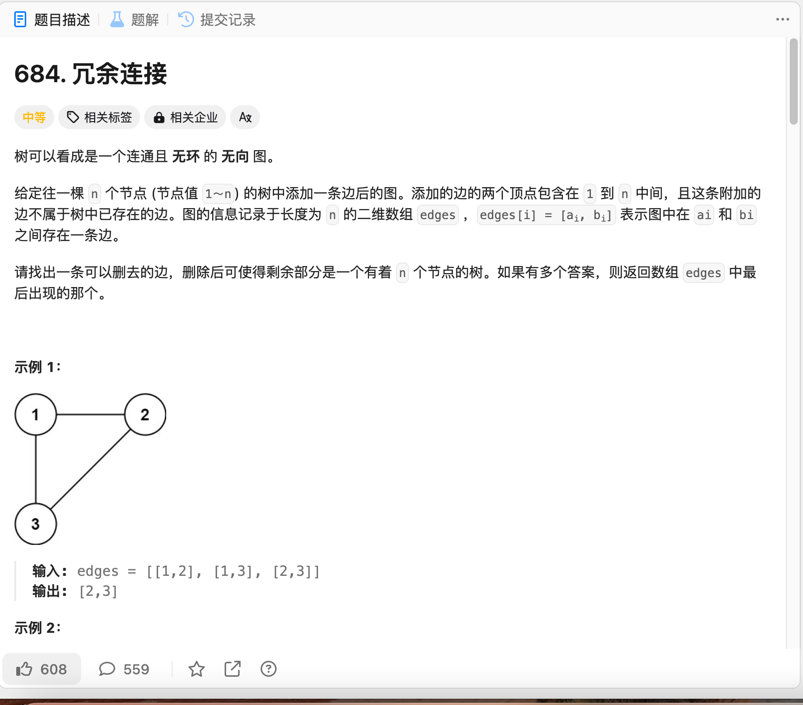 题目描述 题解 提交记录
684. 冗余连接
中等 相关标签 相关企业
树可以看成是一个连通且 无环 的 无向 图。
给定往一棵 n 个节点 (节点值 1～n) 的树中添加一条边后的图。添加的边的两个顶点包含在 1 到 n 中间，且这条附加的
边不属于树中已存在的边。图的信息记录于长度为 n 的二维数组 edges ，edges[i] = [ai, bi] 表示图中在 ai 和 bi
之间存在一条边。
请找出一条可以删去的边，删除后可使得剩余部分是一个有着 n 个节点的树。如果有多个答案，则返回数组 edges 中最
后出现的那个。
示例 1：
1 2
3
输入: edges = [[1,2], [1,3], [2,3]]
输出: [2,3]
示例 2：
608 559